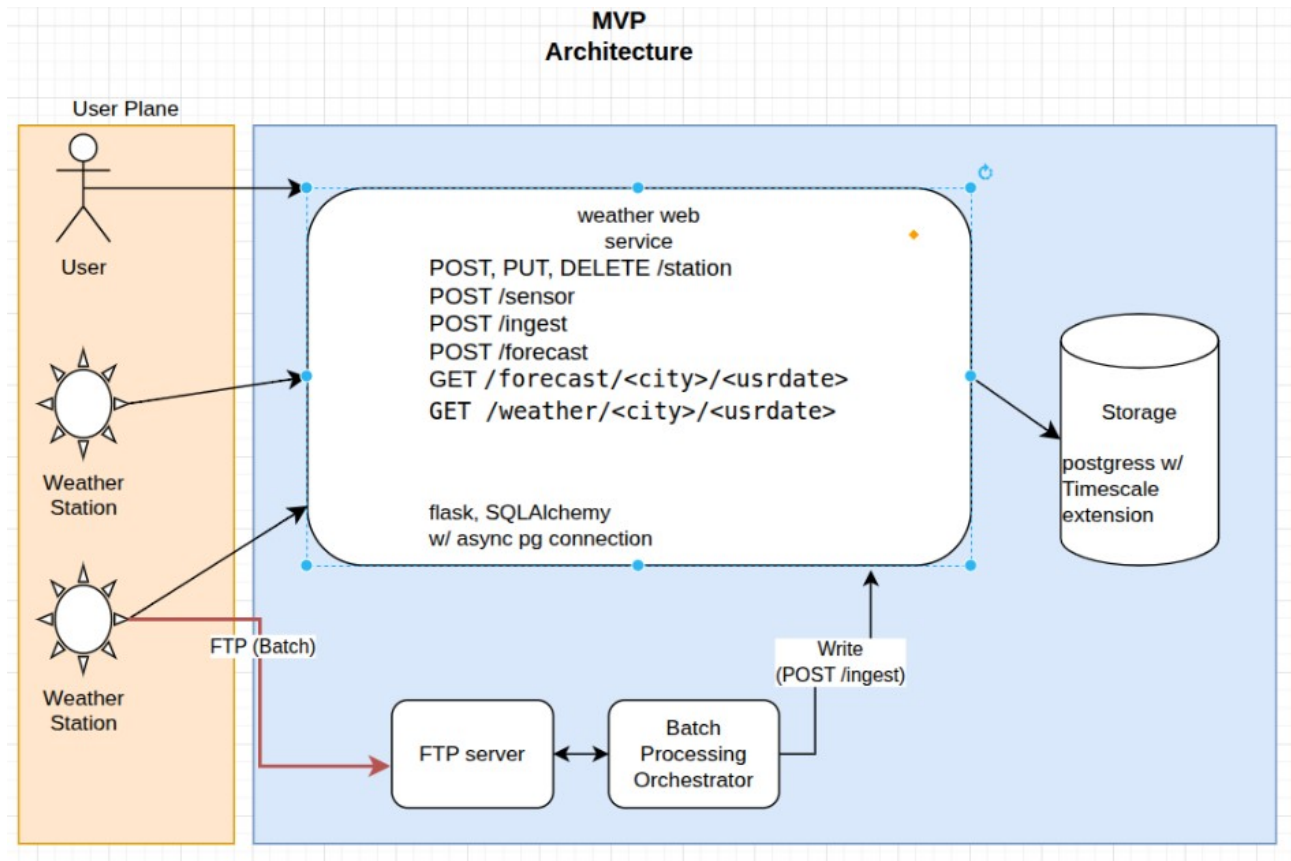 MVP
Architecture
User Plane
User
Weather
Station
Weather
Station
FTP (Batch)
weather web
service
POST, PUT, DELETE /station
POST /sensor
POST /ingest
POST /forecast
GET /forecast/<city>/<usrdate>
GET /weather/<city>/<usrdate>
flask, SQLAlchemy
w/ async pg connection
Storage
postgress w/
Timescale
extension
Write
(POST /ingest)
FTP server
Batch
Processing
Orchestrator